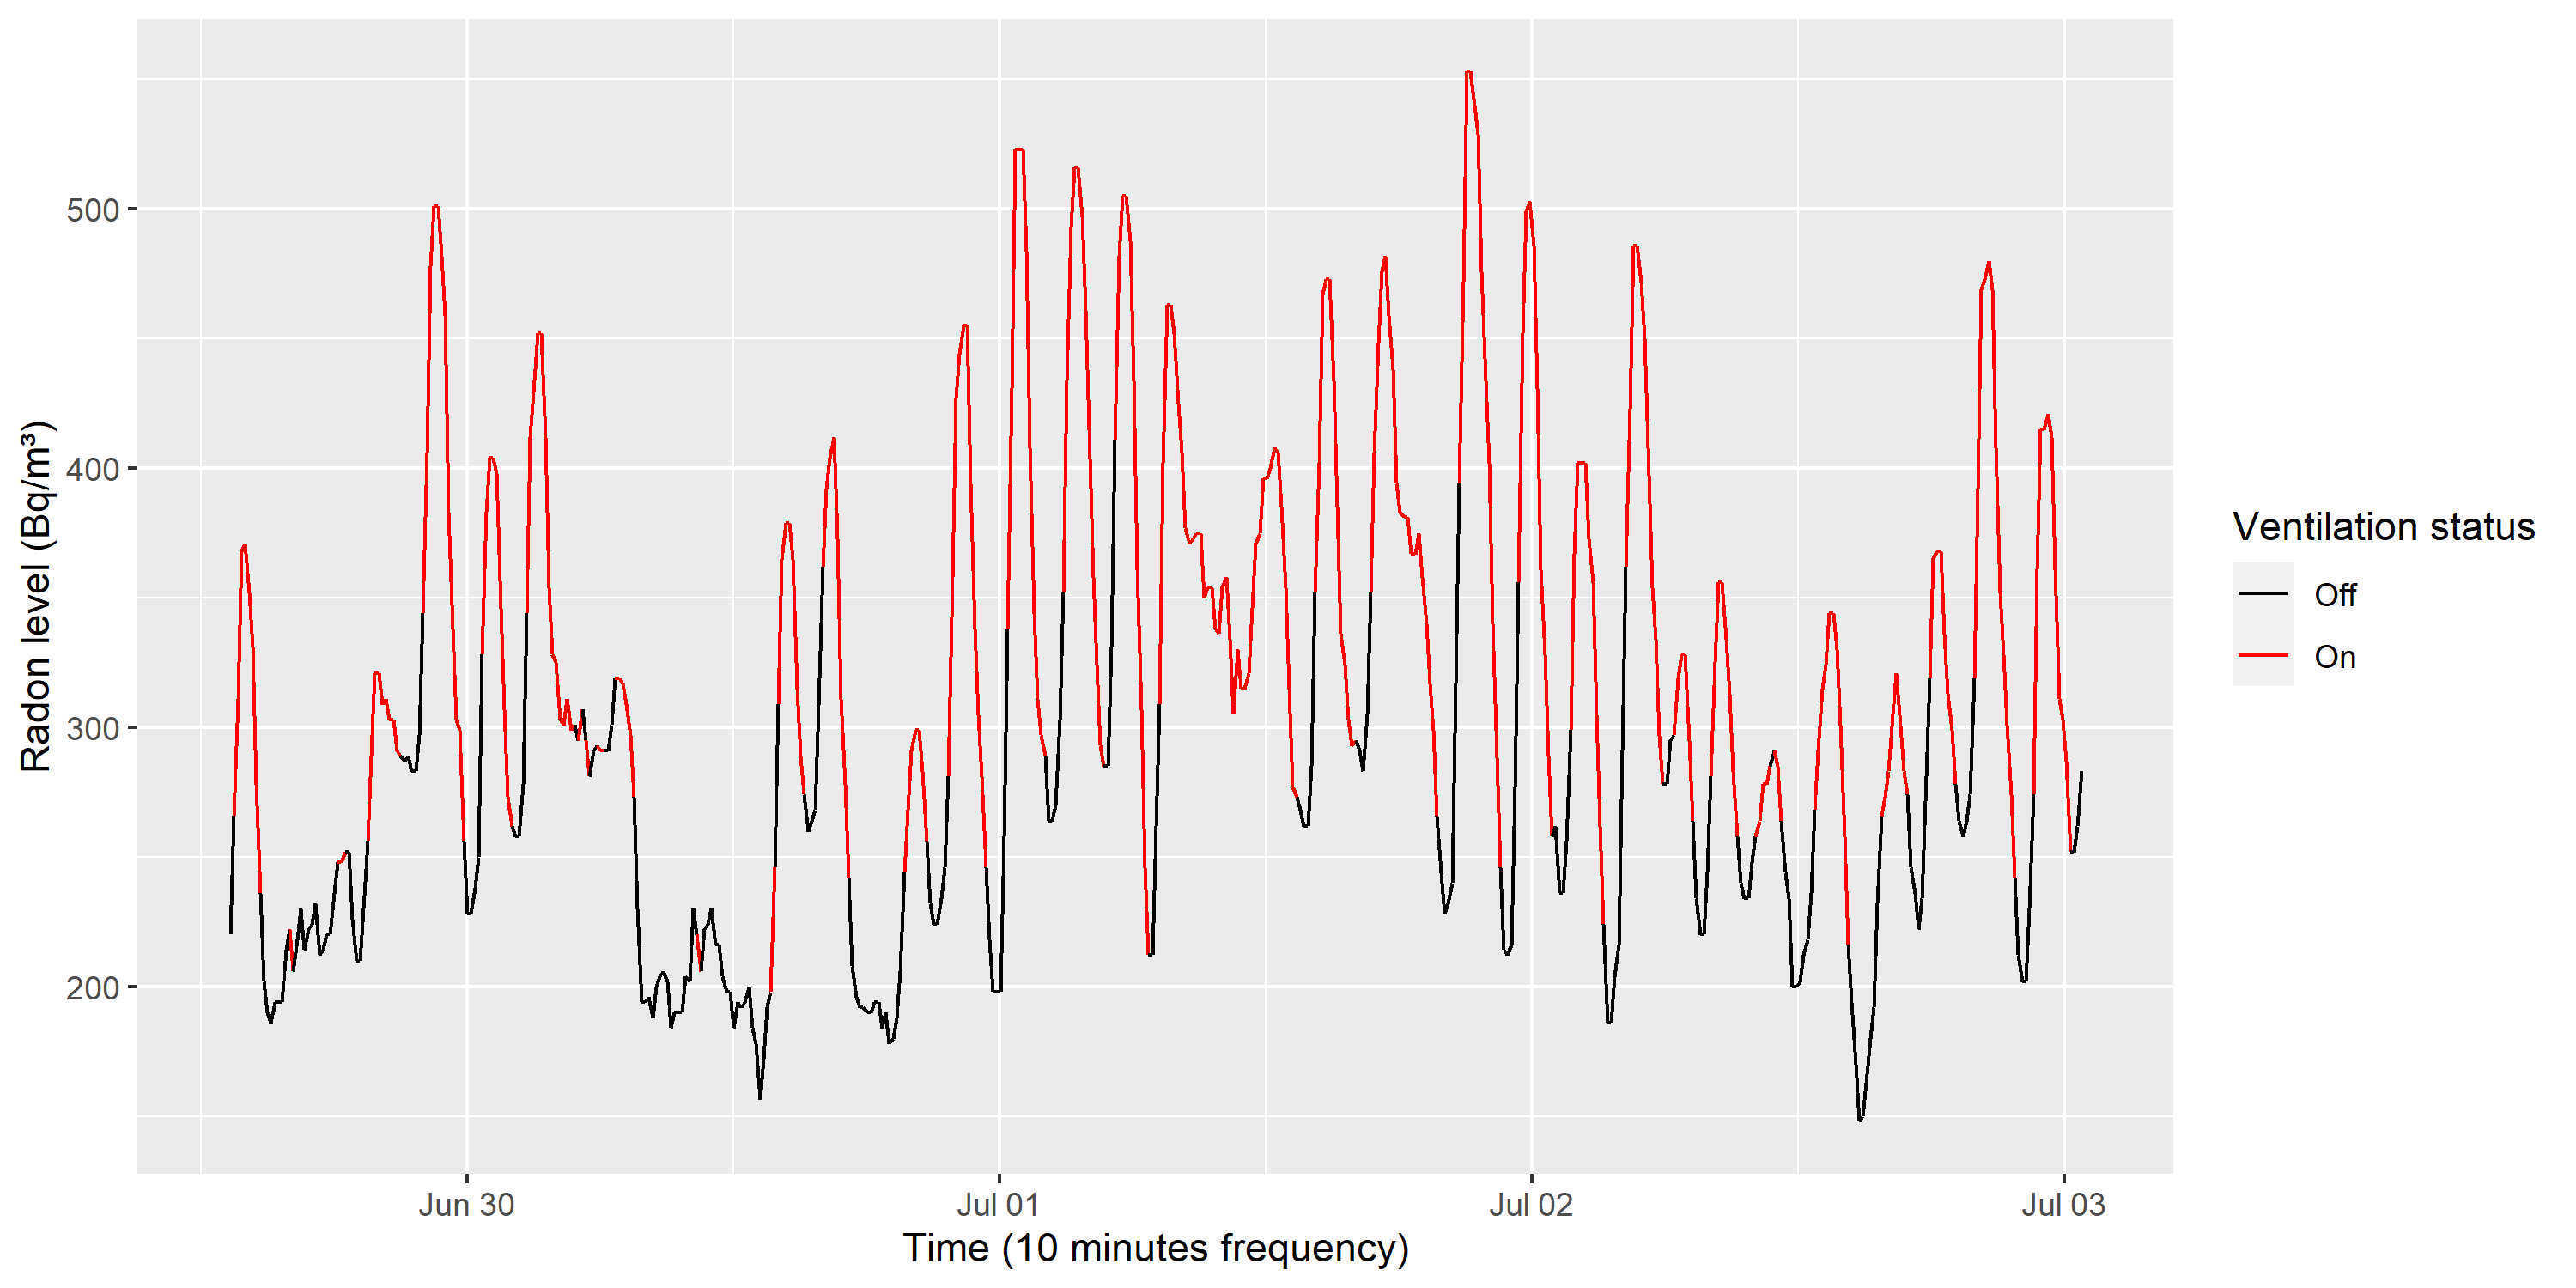 Radon level (Bq/m³)
500
400
300
200
Jun 30
Jul 01
Jul 02
Jul 03
Time (10 minutes frequency)
Ventilation status
Off
On